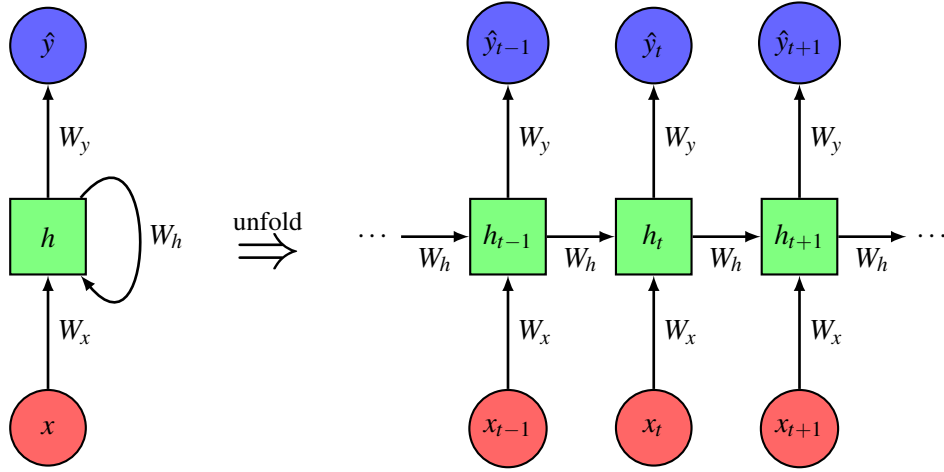 ŷ ŷ_{t−1} ŷ_t ŷ_{t+1}
W_y W_y W_y W_y
h W_h unfold ⇒ ··· W_h h_{t−1} W_h h_t W_h h_{t+1} W_h ···
W_x W_x W_x W_x
x x_{t−1} x_t x_{t+1}